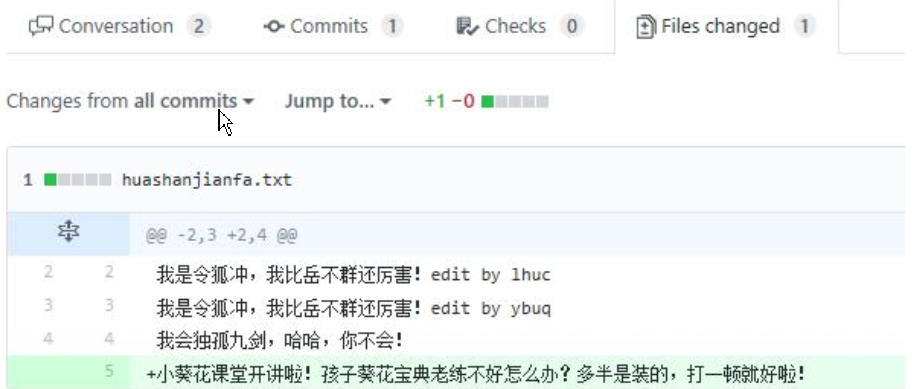 Conversation 2 Commits 1 Checks 0 Files changed 1
Changes from all commits Jump to... +1 −0
1 huashanjianfa.txt
@@ -2,3 +2,4 @@
2 2 我是令狐冲，我比岳不群还厉害！edit by lhuc
3 3 我是令狐冲，我比岳不群还厉害！edit by ybuq
4 4 我会独孤九剑，哈哈，你不会！
5 +小葵花课堂开讲啦！孩子葵花宝典老练不好怎么办？多半是装的，打一顿就好啦！